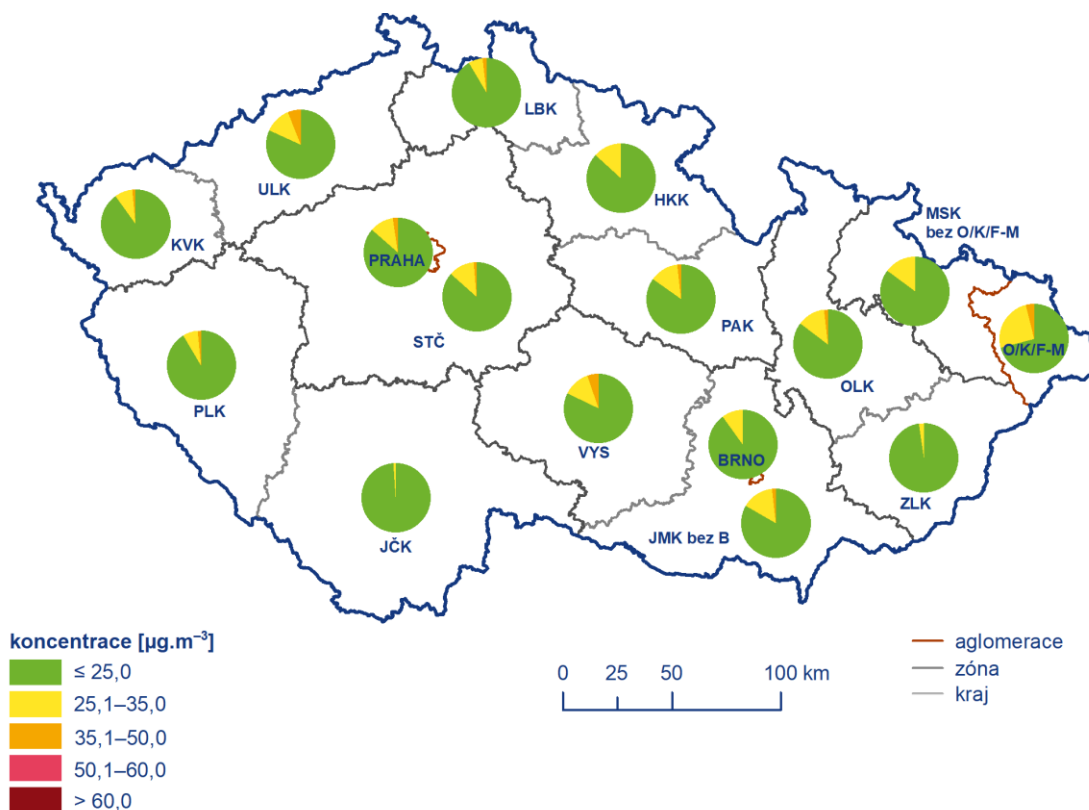 LBK
ULK
HKK
MSK
bez O/K/F-M
KVK
PRAHA
STČ
PAK
OLK
O/K/F-M
PLK
VYS
BRNO
ZLK
JČK
JMK bez B
koncentrace [µg.m⁻³]
≤ 25,0
25,1–35,0
35,1–50,0
50,1–60,0
> 60,0
0 25 50 100 km
aglomerace
zóna
kraj